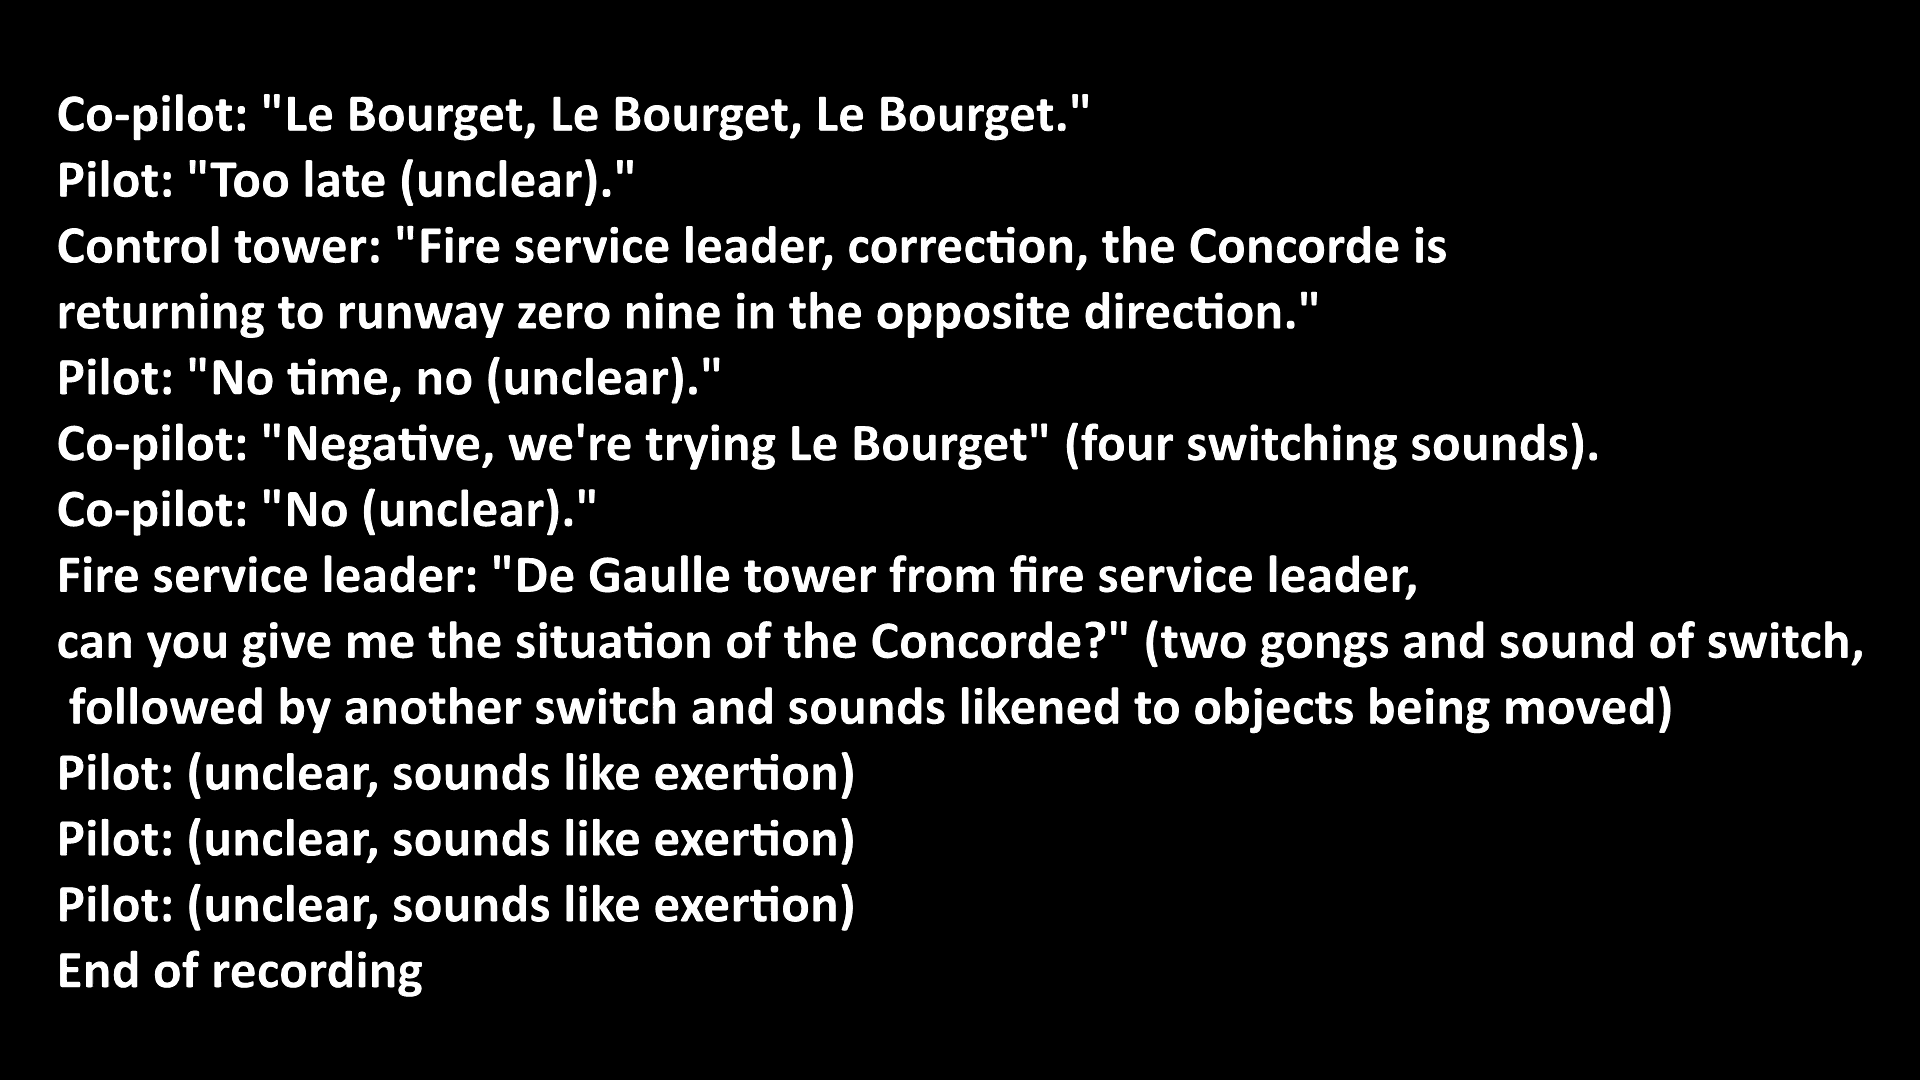 Co-pilot: "Le Bourget, Le Bourget, Le Bourget."
Pilot: "Too late (unclear)."
Control tower: "Fire service leader, correction, the Concorde is
returning to runway zero nine in the opposite direction."
Pilot: "No time, no (unclear)."
Co-pilot: "Negative, we're trying Le Bourget" (four switching sounds).
Co-pilot: "No (unclear)."
Fire service leader: "De Gaulle tower from fire service leader,
can you give me the situation of the Concorde?" (two gongs and sound of switch,
followed by another switch and sounds likened to objects being moved)
Pilot: (unclear, sounds like exertion)
Pilot: (unclear, sounds like exertion)
Pilot: (unclear, sounds like exertion)
End of recording